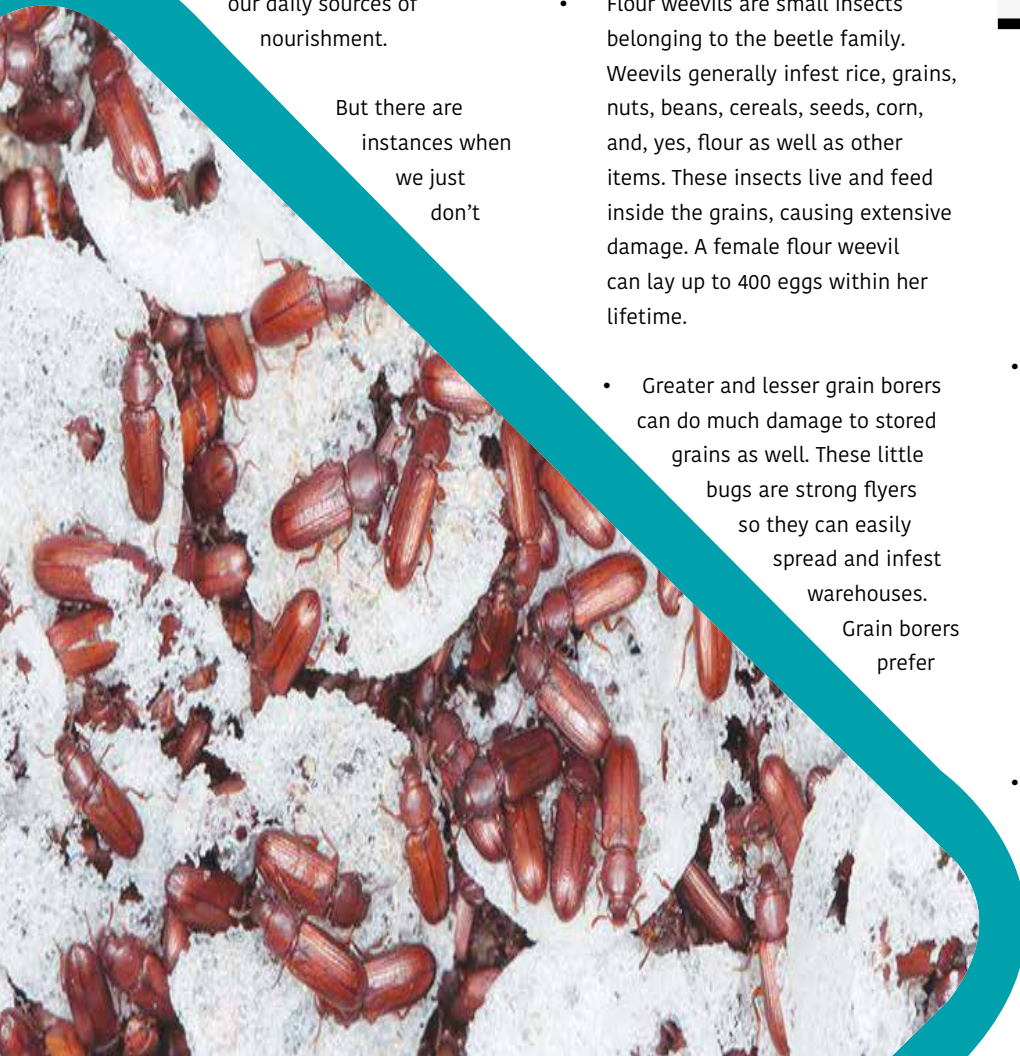 our daily sources of
nourishment.
But there are
instances when
we just
don't
• Flour weevils are small insects
belonging to the beetle family.
Weevils generally infest rice, grains,
nuts, beans, cereals, seeds, corn,
and, yes, flour as well as other
items. These insects live and feed
inside the grains, causing extensive
damage. A female flour weevil
can lay up to 400 eggs within her
lifetime.
• Greater and lesser grain borers
can do much damage to stored
grains as well. These little
bugs are strong flyers
so they can easily
spread and infest
warehouses.
Grain borers
prefer